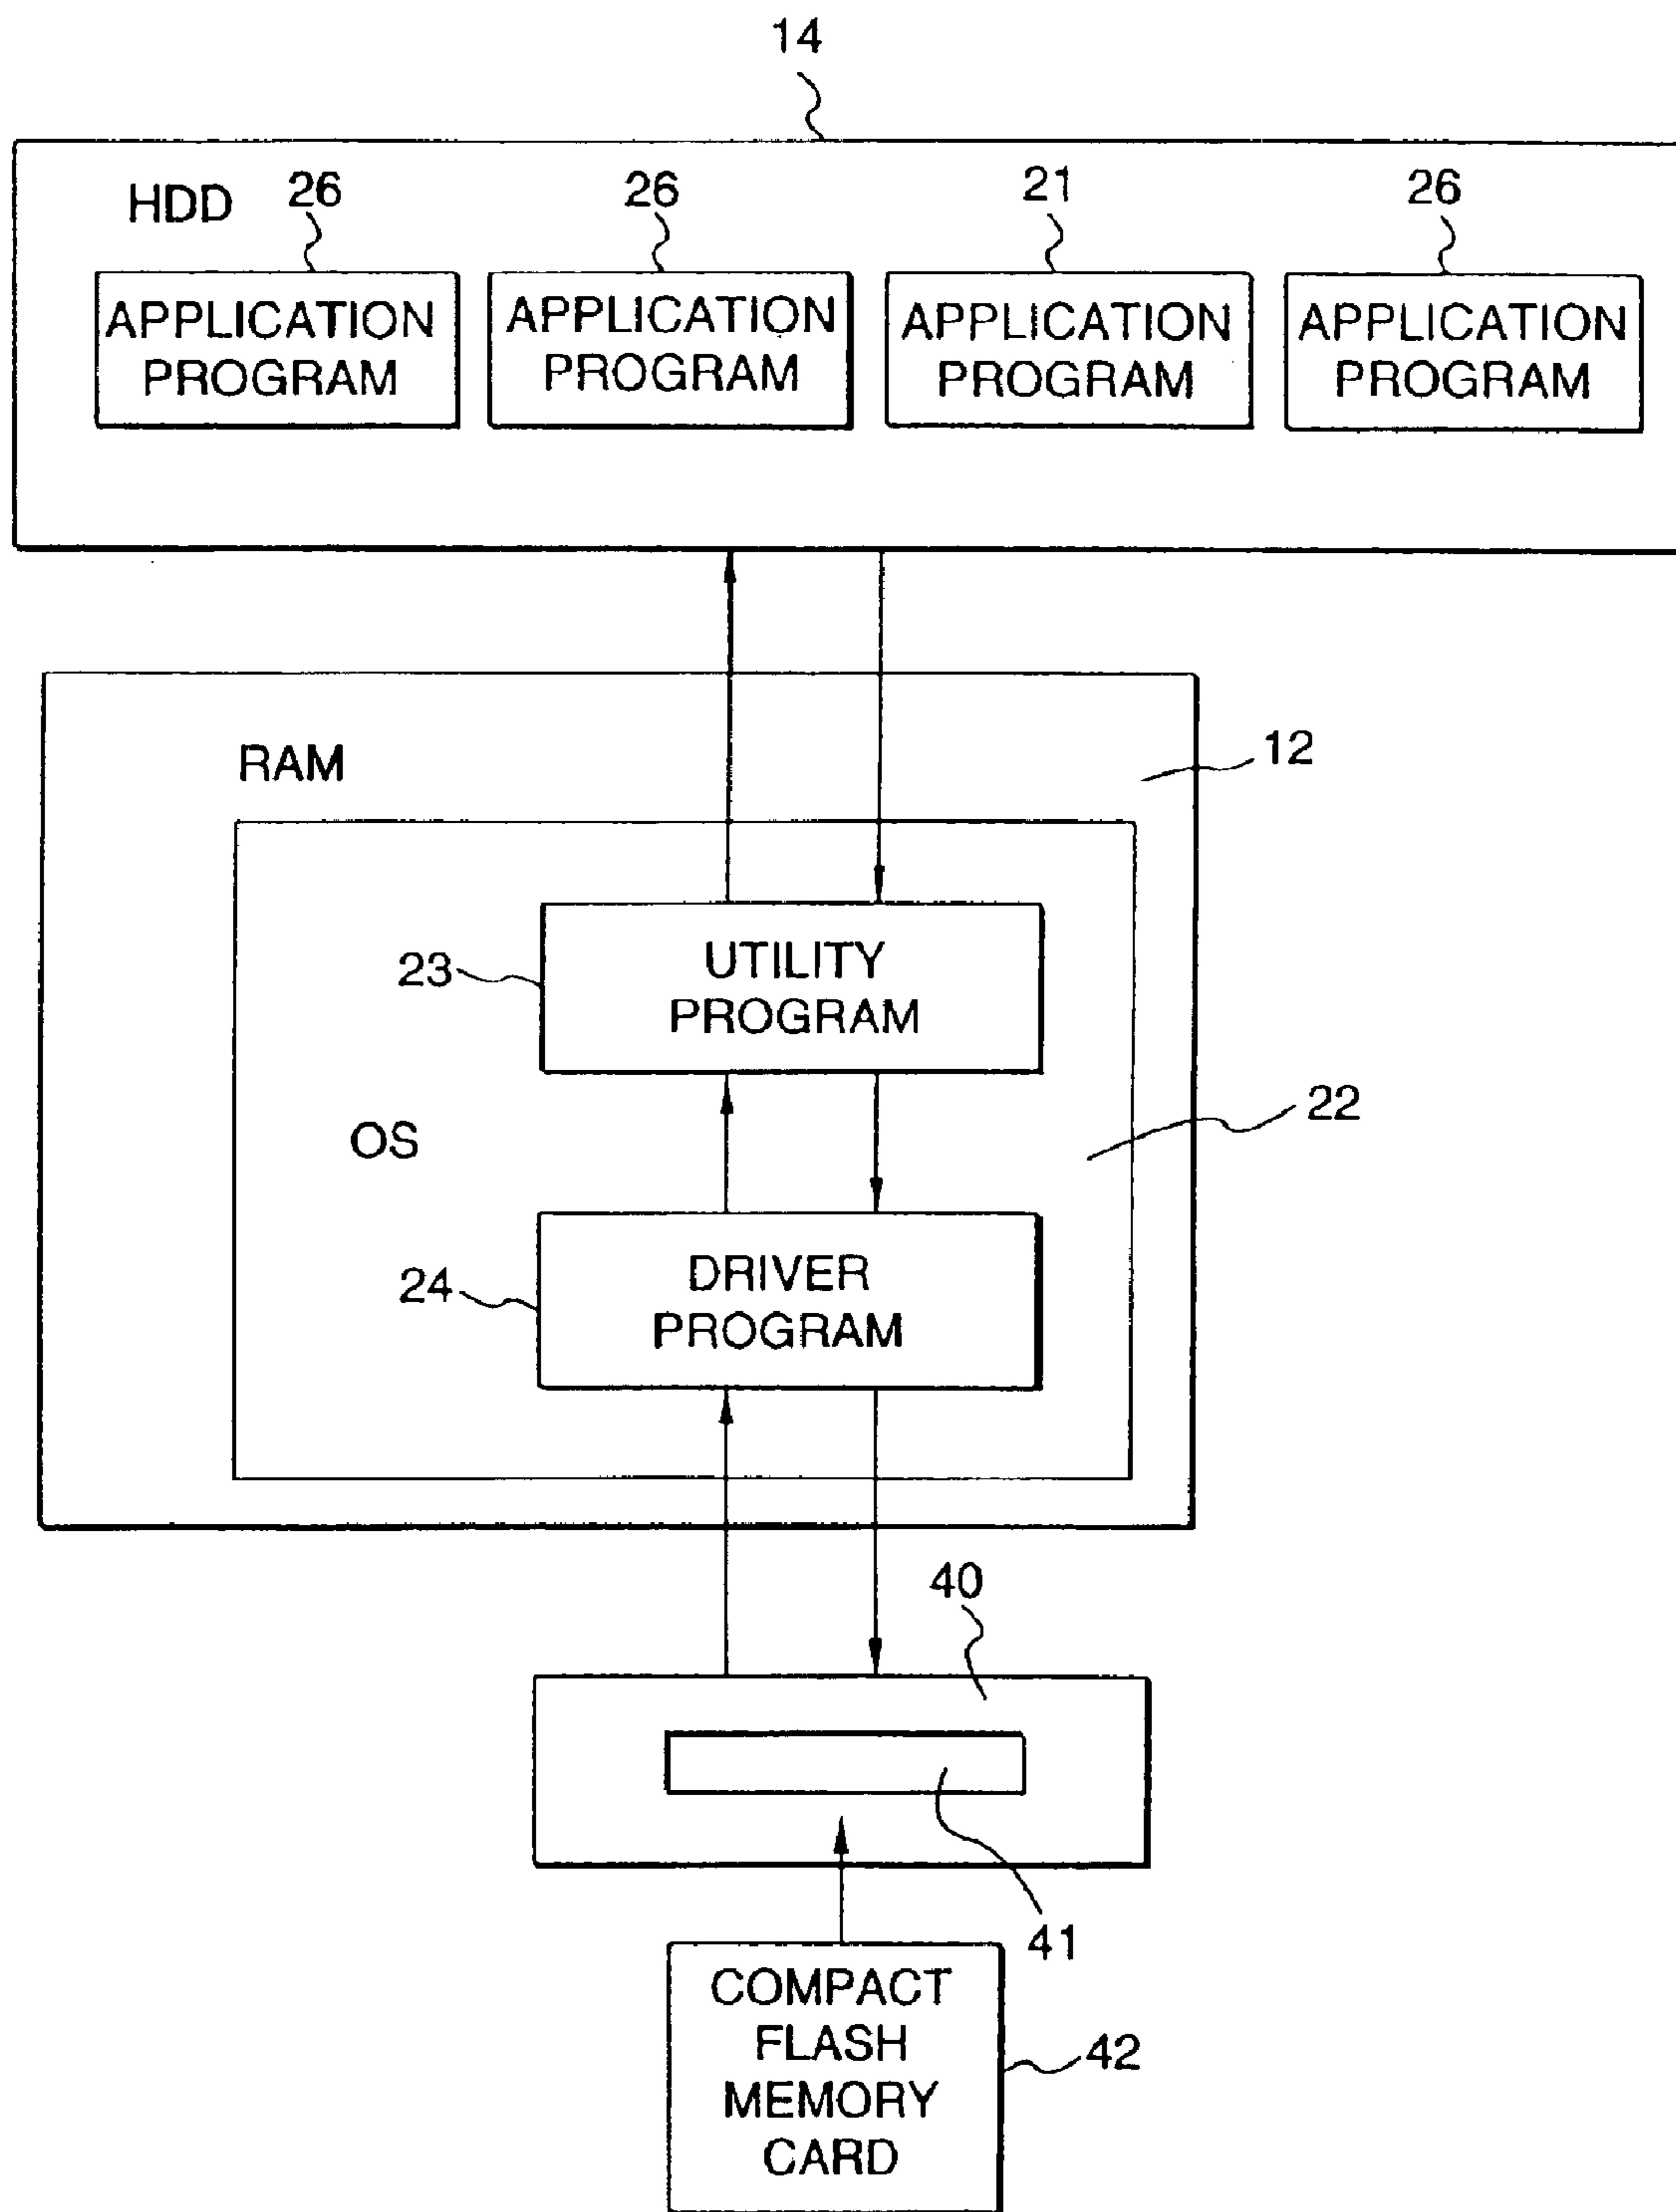 14
HDD
26
26
21
26
APPLICATION
PROGRAM
APPLICATION
PROGRAM
APPLICATION
PROGRAM
APPLICATION
PROGRAM
RAM
12
23
UTILITY
PROGRAM
OS
22
24
DRIVER
PROGRAM
40
41
COMPACT
FLASH
MEMORY
CARD
42